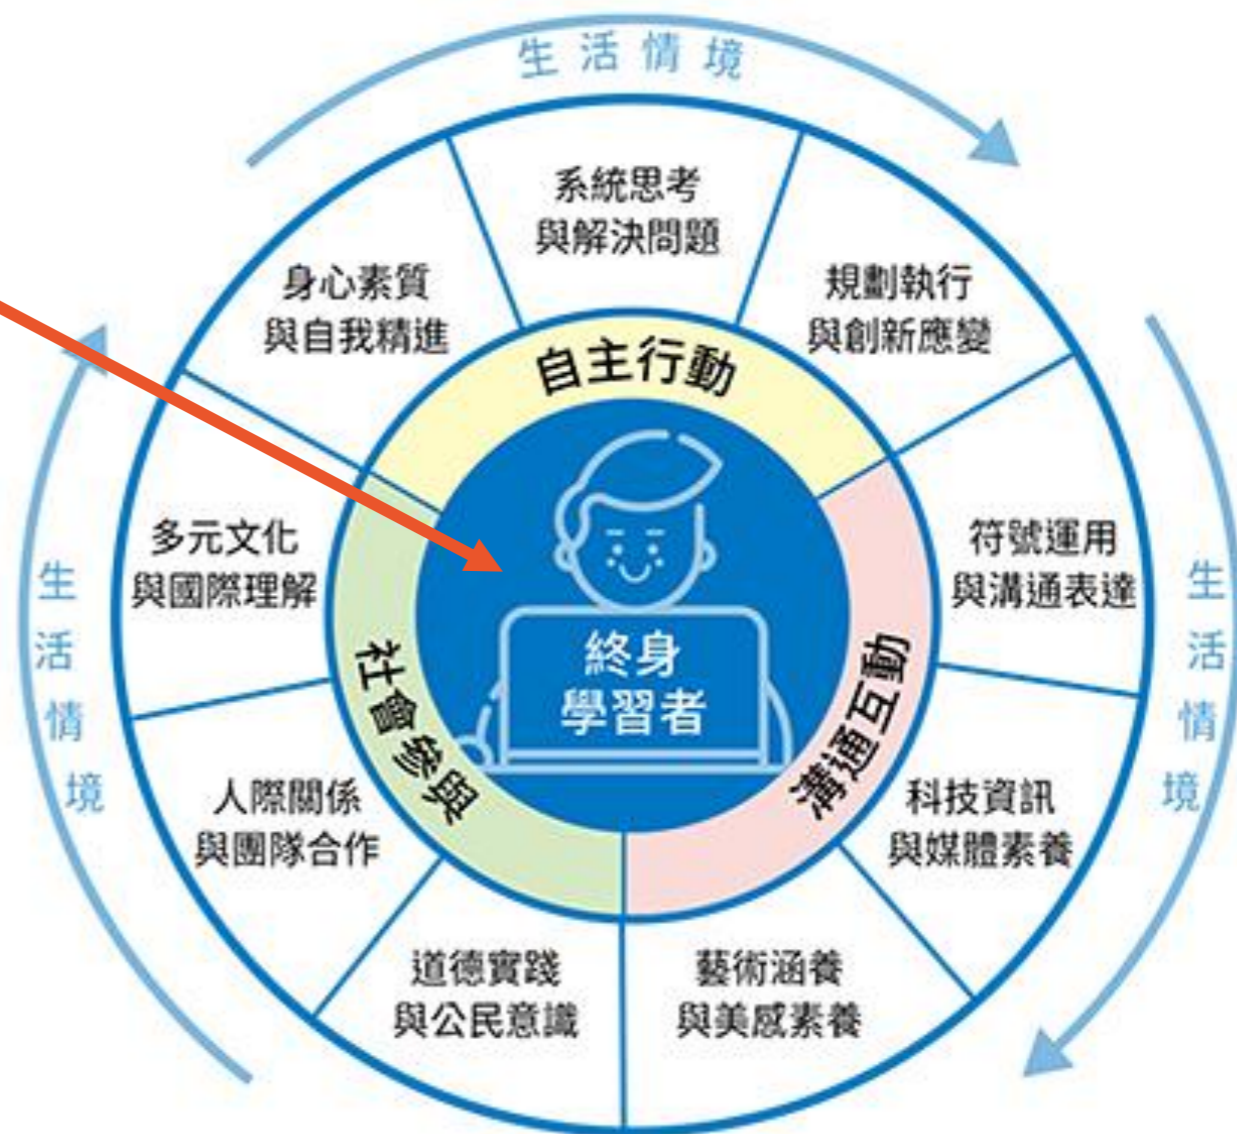 生活情境
系統思考
與解決問題
規劃執行
與創新應變
身心素質
與自我精進
自主行動
符號運用
與溝通表達
多元文化
與國際理解
生活情境
生活情境
終身
學習者
社會參與
溝通互動
科技資訊
與媒體素養
人際關係
與團隊合作
道德實踐
與公民意識
藝術涵養
與美感素養